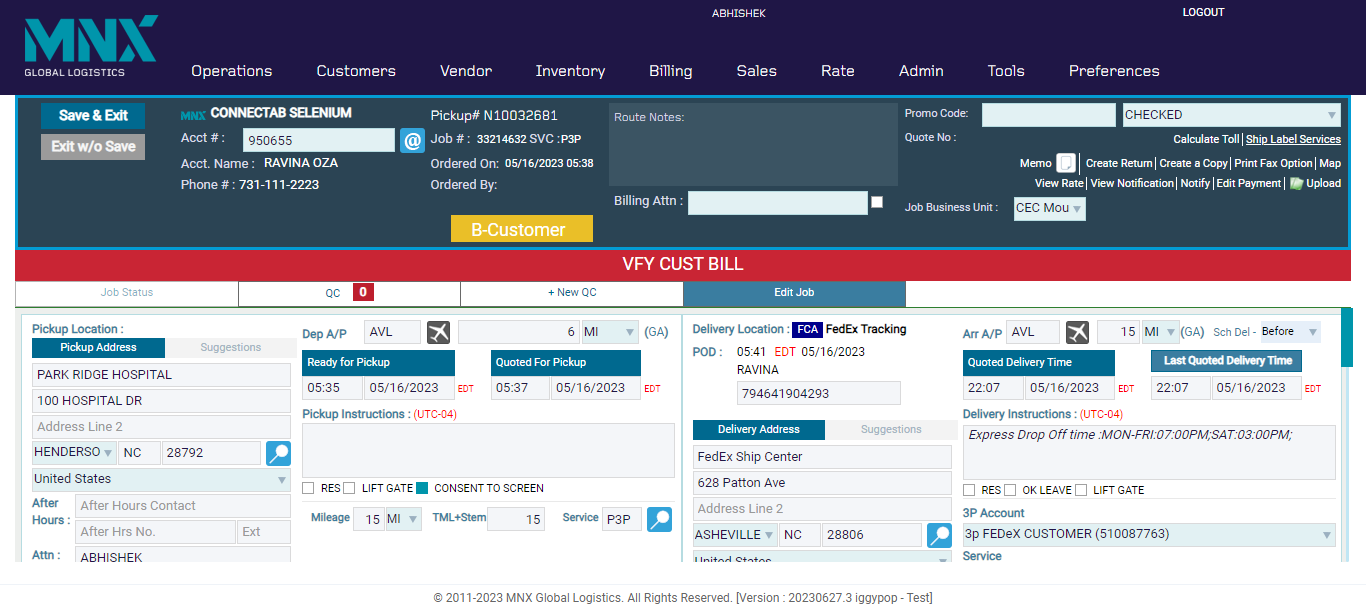 ABHISHEK
LOGOUT
MNX
GLOBAL LOGISTICS
Operations Customers Vendor Inventory Billing Sales Rate Admin Tools Preferences
Save & Exit
Exit w/o Save
MNX CONNECTAB SELENIUM
Acct # : 950655 @
Acct. Name : RAVINA OZA
Phone # : 731-111-2223
Pickup# N10032681
Job # : 33214632 SVC :P3P
Ordered On: 05/16/2023 05:38
Ordered By:
B-Customer
Route Notes:
Billing Attn :
Promo Code: CHECKED
Quote No :
Calculate Toll | Ship Label Services
Memo | Create Return | Create a Copy | Print Fax Option | Map
View Rate | View Notification | Notify | Edit Payment | Upload
Job Business Unit : CEC Mou
VFY CUST BILL
Job Status QC 0 + New QC Edit Job
Pickup Location :
Pickup Address Suggestions
PARK RIDGE HOSPITAL
100 HOSPITAL DR
Address Line 2
HENDERSO NC 28792
United States
After Hours : After Hours Contact
After Hrs No. Ext
Attn : ABHISHEK
Dep A/P AVL 6 MI (GA)
Ready for Pickup Quoted For Pickup
05:35 05/16/2023 EDT 05:37 05/16/2023 EDT
Pickup Instructions : (UTC-04)
RES LIFT GATE CONSENT TO SCREEN
Mileage 15 MI TML+Stem 15 Service P3P
Delivery Location : FCA FedEx Tracking
POD : 05:41 EDT 05/16/2023
RAVINA
794641904293
Delivery Address Suggestions
FedEx Ship Center
628 Patton Ave
Address Line 2
ASHEVILLE NC 28806
United States
Arr A/P AVL 15 MI (GA) Sch Del - Before
Quoted Delivery Time Last Quoted Delivery Time
22:07 05/16/2023 EDT 22:07 05/16/2023 EDT
Delivery Instructions : (UTC-04)
Express Drop Off time :MON-FRI:07:00PM;SAT:03:00PM;
RES OK LEAVE LIFT GATE
3P Account
3p FEDeX CUSTOMER (510087763)
Service
© 2011-2023 MNX Global Logistics. All Rights Reserved. [Version : 20230627.3 iggypop - Test]